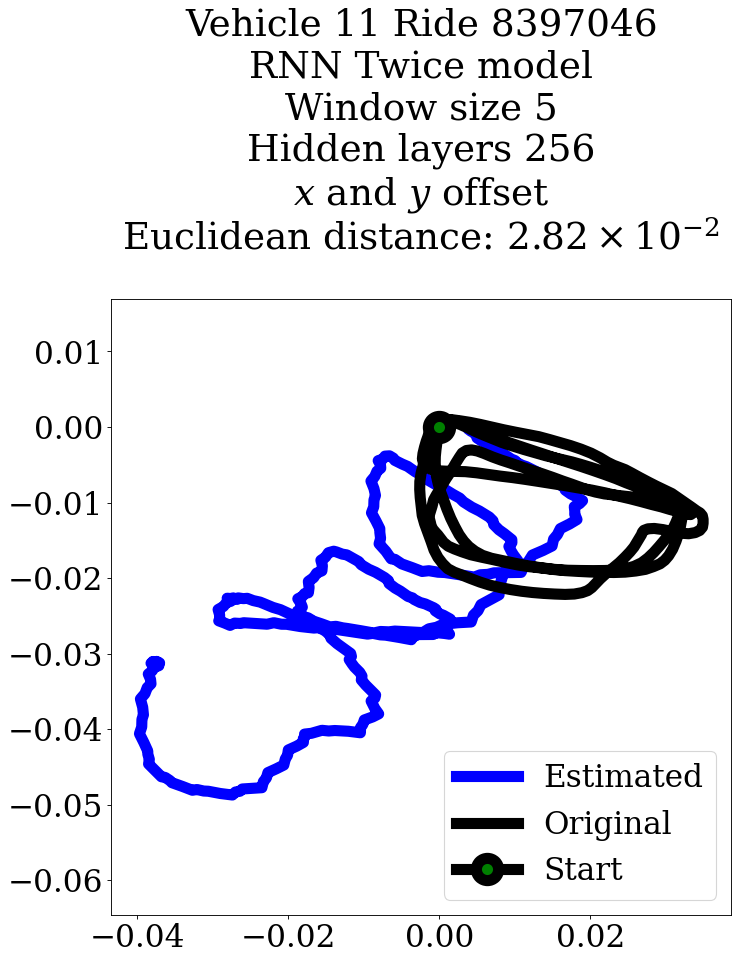 Vehicle 11 Ride 8397046
RNN Twice model
Window size 5
Hidden layers 256
x and y offset
Euclidean distance: 2.82 × 10⁻²
0.01
0.00
−0.01
−0.02
−0.03
−0.04
−0.05
−0.06
−0.04
−0.02
0.00
0.02
Estimated
Original
Start